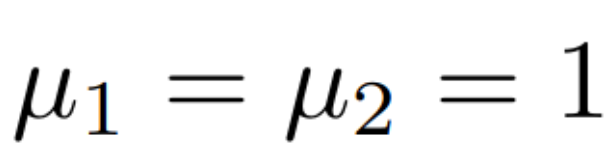 μ₁ = μ₂ = 1